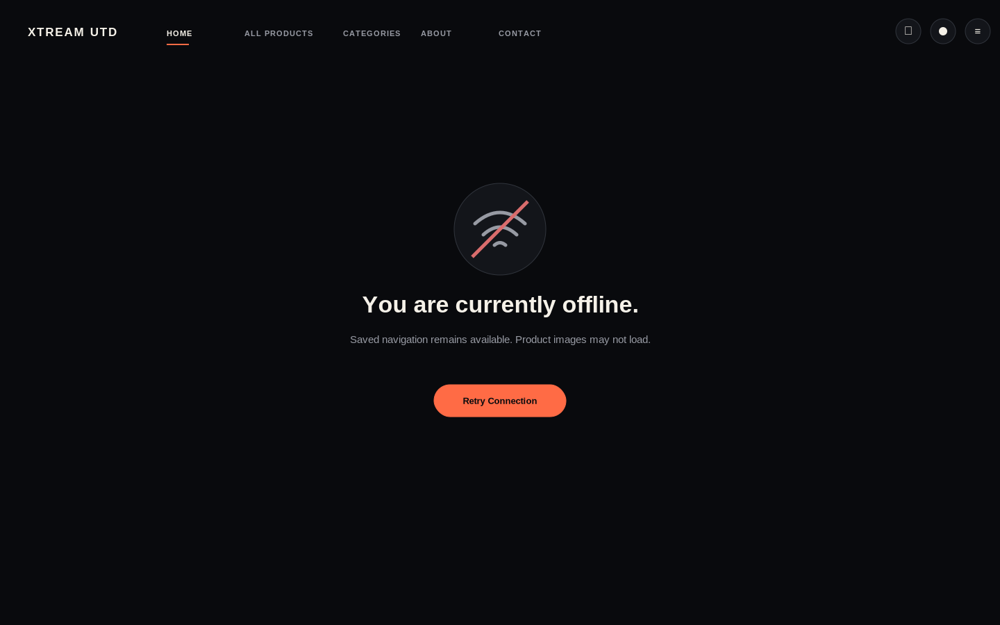 XTREAM UTD
HOME
ALL PRODUCTS
CATEGORIES
ABOUT
CONTACT
You are currently offline.
Saved navigation remains available. Product images may not load.
Retry Connection